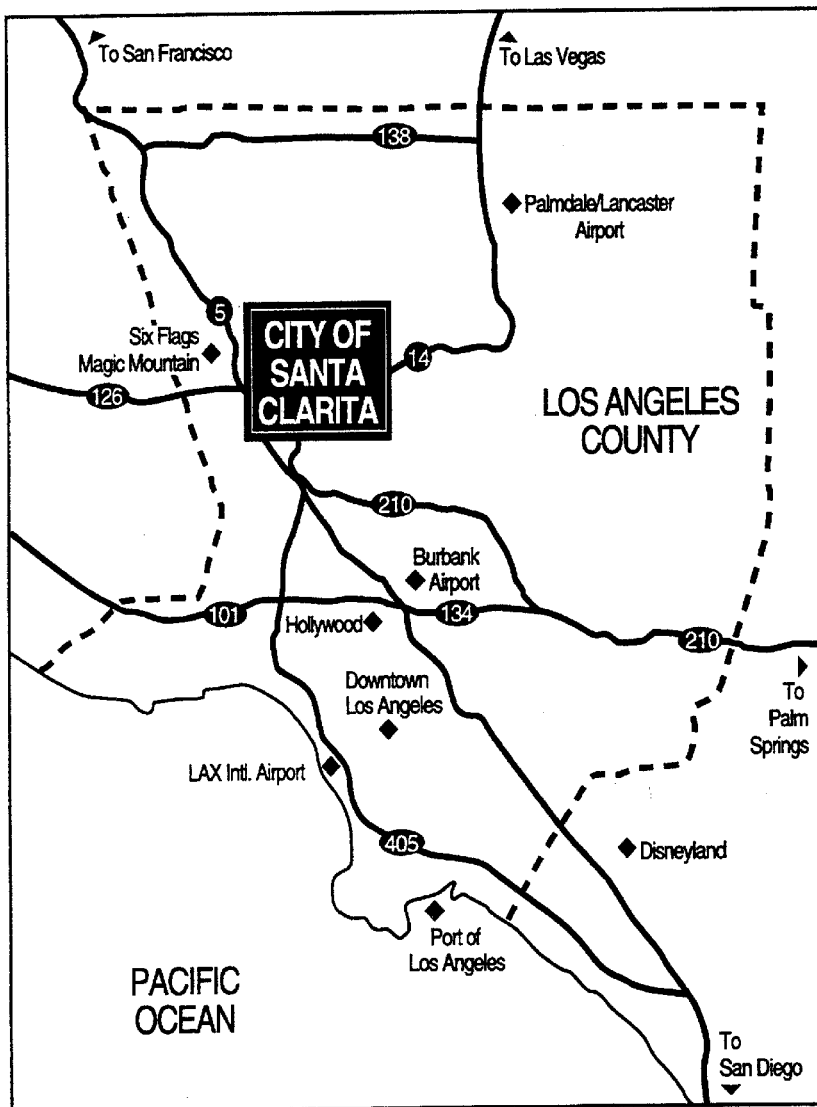 To San Francisco
To Las Vegas
138
Palmdale/Lancaster
Airport
5
Six Flags
Magic Mountain
CITY OF
SANTA
CLARITA
14
126
LOS ANGELES
COUNTY
210
Burbank
Airport
101
134
Hollywood
210
Downtown
Los Angeles
To
Palm
Springs
LAX Intl. Airport
405
Disneyland
Port of
Los Angeles
PACIFIC
OCEAN
To
San Diego